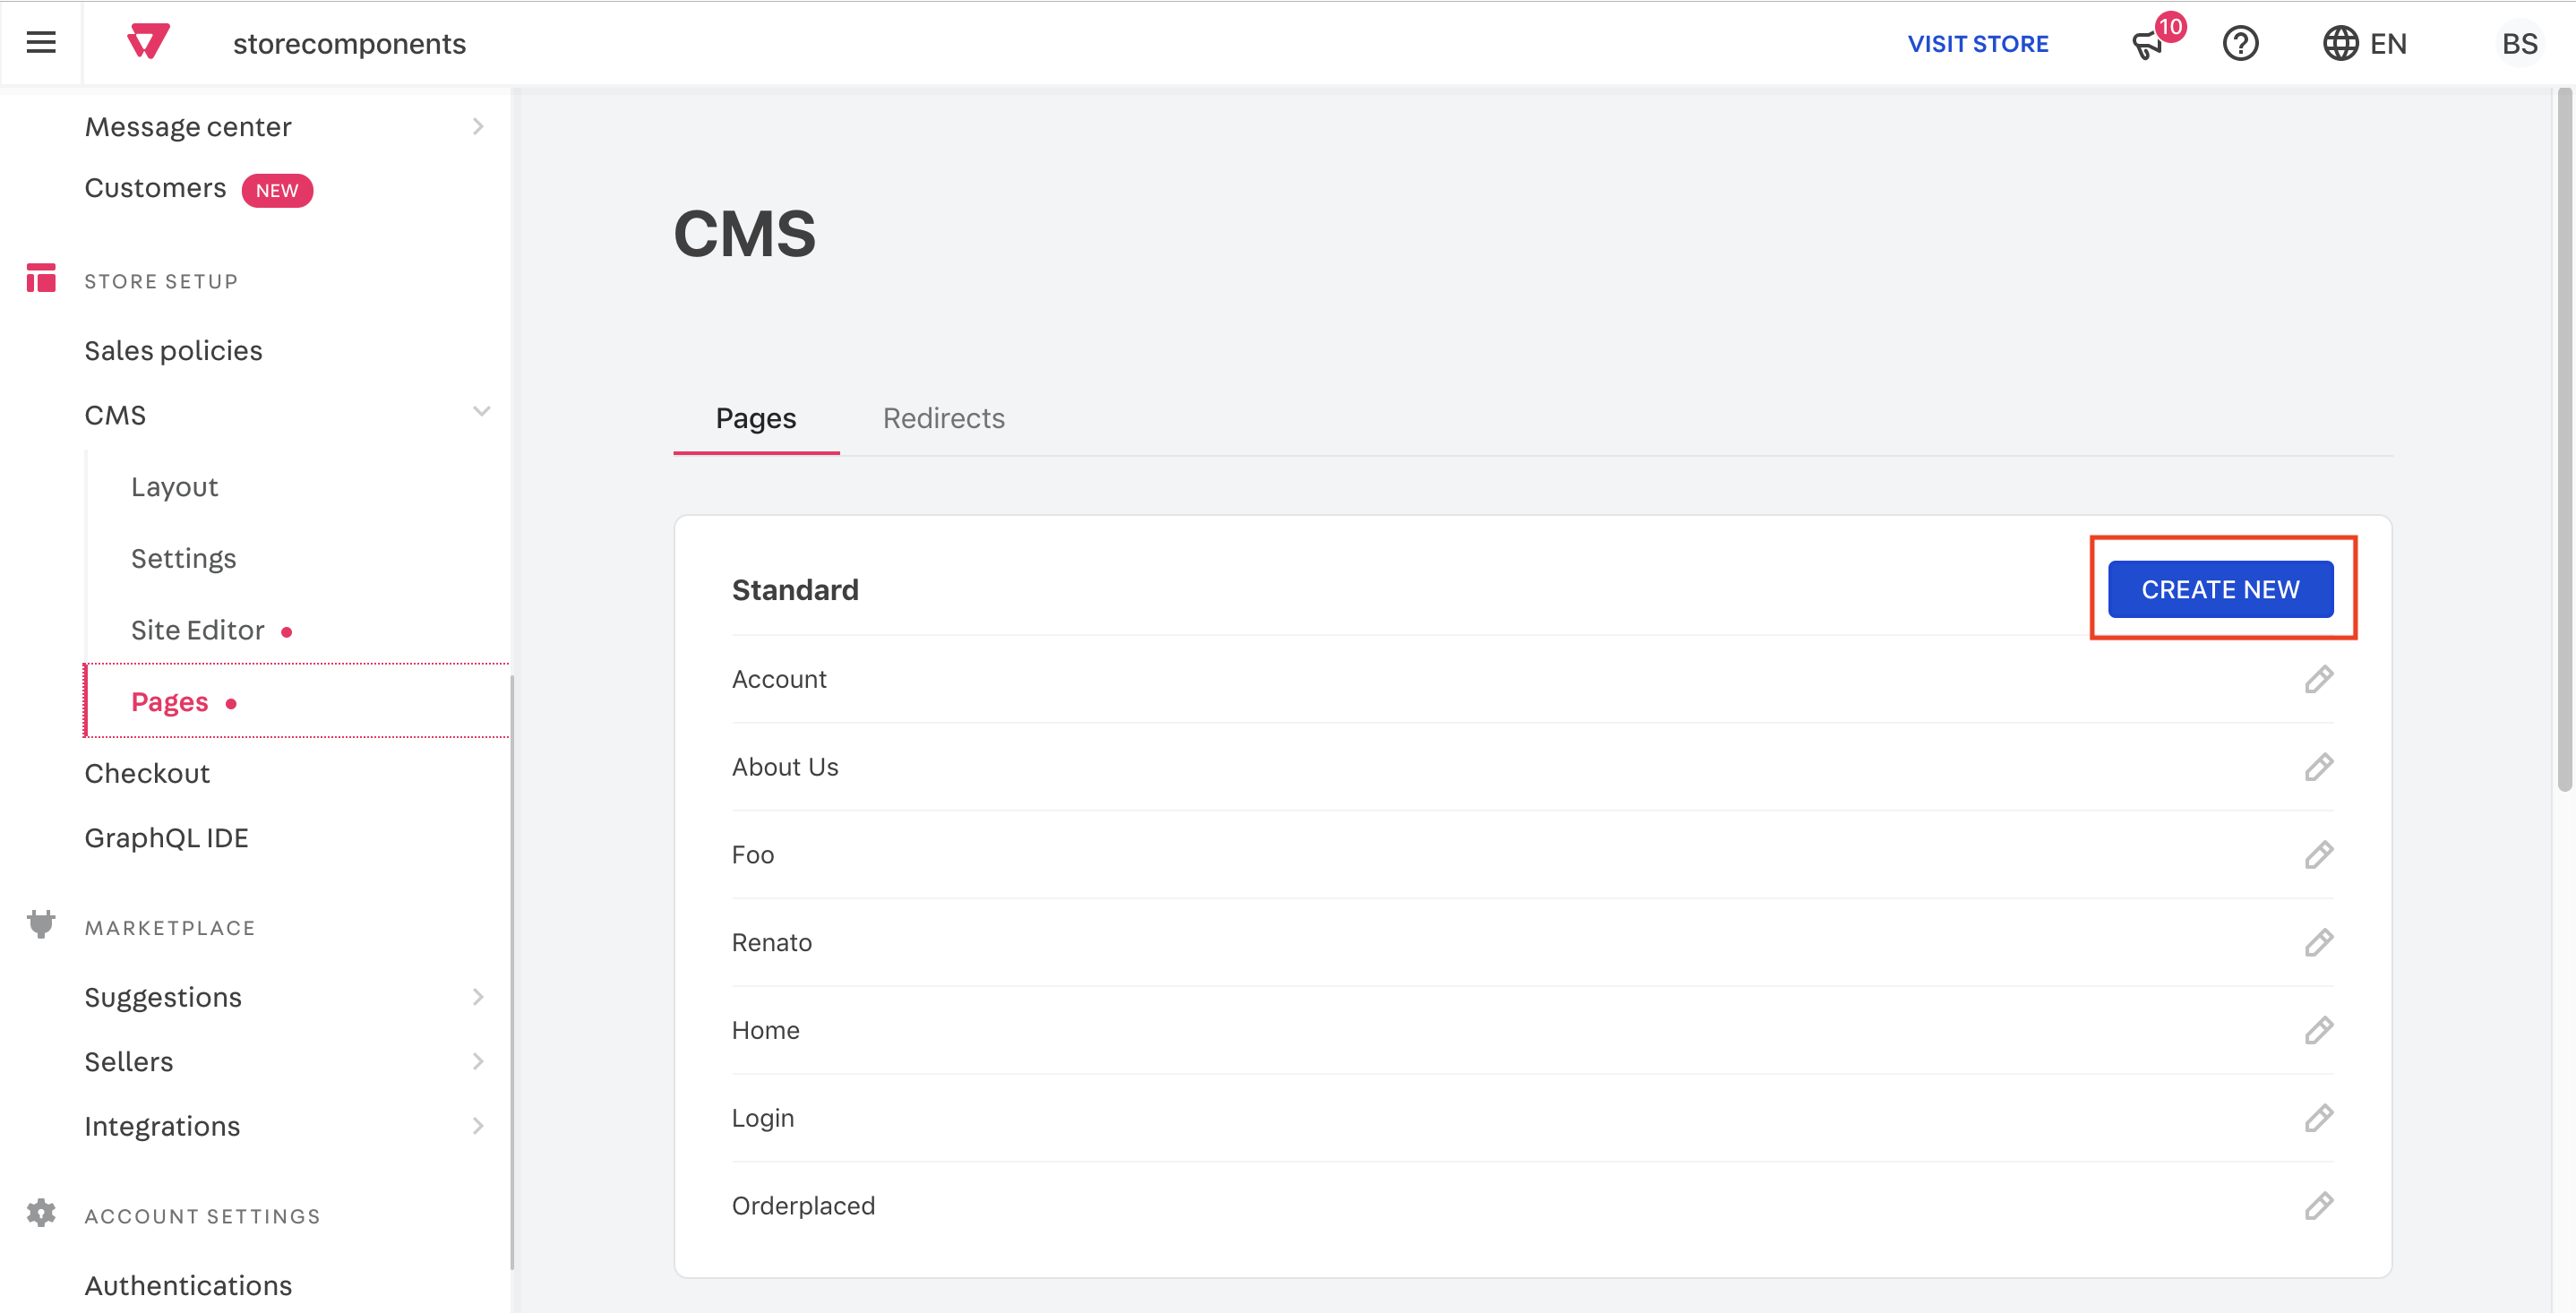 storecomponents
VISIT STORE
10
EN
BS
Message center
Customers NEW
STORE SETUP
Sales policies
CMS
Layout
Settings
Site Editor
Pages
Checkout
GraphQL IDE
MARKETPLACE
Suggestions
Sellers
Integrations
ACCOUNT SETTINGS
Authentications
CMS
Pages Redirects
Standard
CREATE NEW
Account
About Us
Foo
Renato
Home
Login
Orderplaced